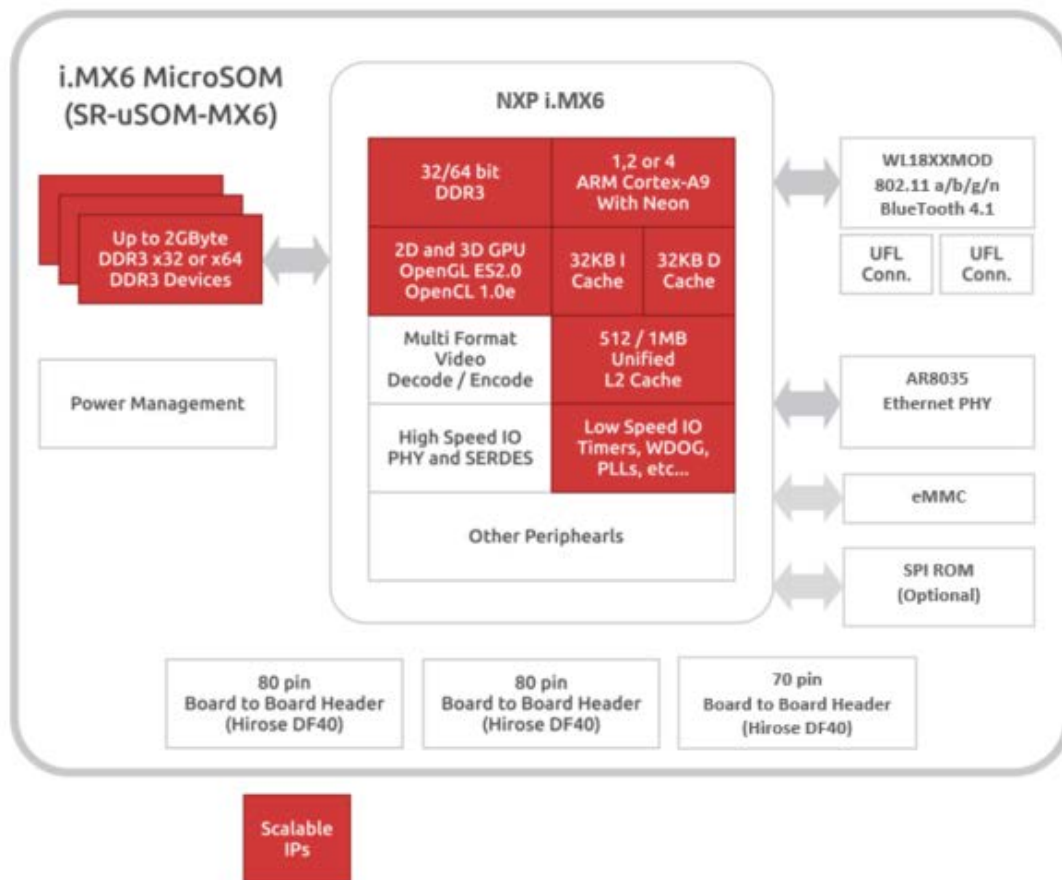 i.MX6 MicroSOM
(SR-uSOM-MX6)
NXP i.MX6
32/64 bit
DDR3
1,2 or 4
ARM Cortex-A9
With Neon
Up to 2GByte
DDR3 x32 or x64
DDR3 Devices
2D and 3D GPU
OpenGL ES2.0
OpenCL 1.0e
32KB I
Cache
32KB D
Cache
Multi Format
Video
Decode / Encode
512 / 1MB
Unified
L2 Cache
Power Management
High Speed IO
PHY and SERDES
Low Speed IO
Timers, WDOG,
PLLs, etc...
Other Periphearls
WL18XXMOD
802.11 a/b/g/n
BlueTooth 4.1
UFL
Conn.
UFL
Conn.
AR8035
Ethernet PHY
eMMC
SPI ROM
(Optional)
80 pin
Board to Board Header
(Hirose DF40)
80 pin
Board to Board Header
(Hirose DF40)
70 pin
Board to Board Header
(Hirose DF40)
Scalable
IPs